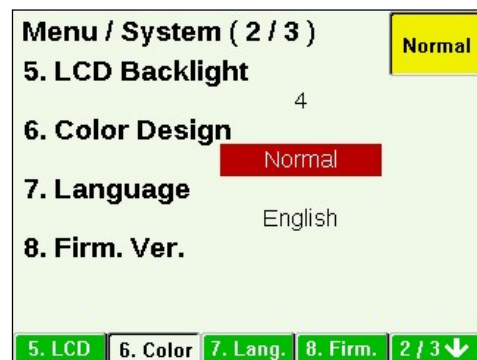 Menu / System ( 2 / 3 )
Normal
5. LCD Backlight
4
6. Color Design
Normal
7. Language
English
8. Firm. Ver.
5. LCD 6. Color 7. Lang. 8. Firm. 2 / 3